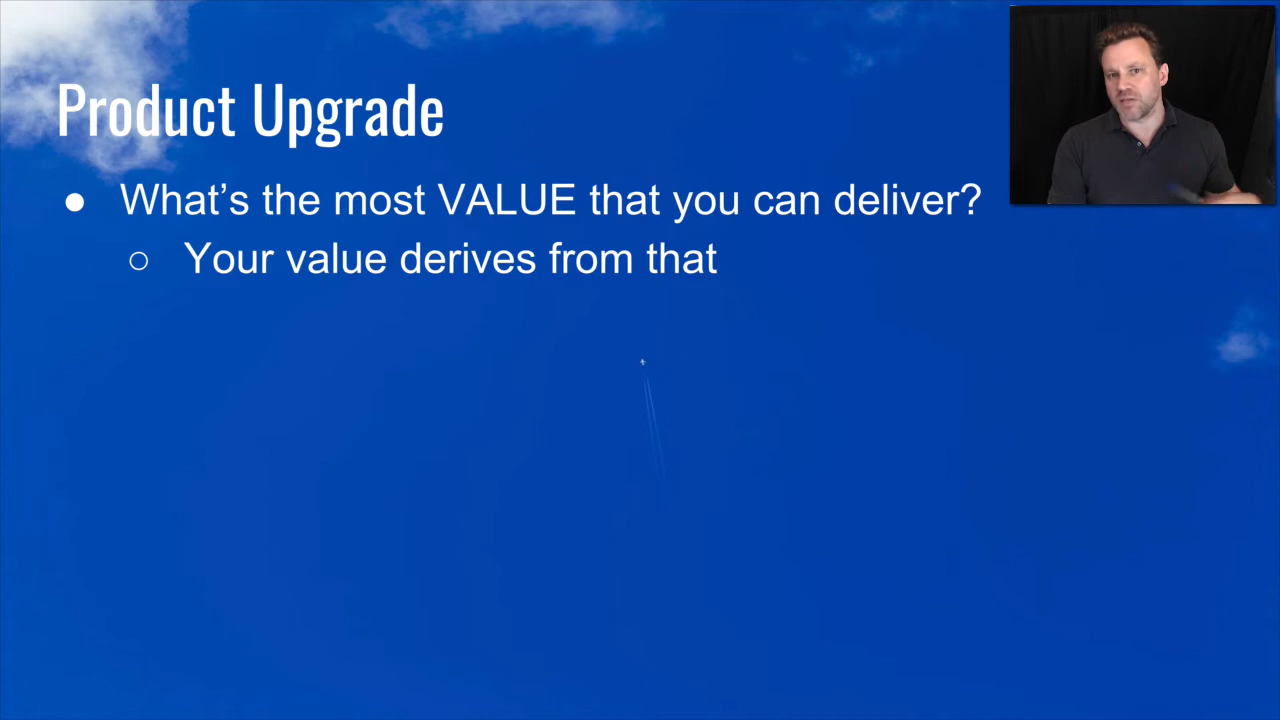 Product Upgrade
● What’s the most VALUE that you can deliver?
○ Your value derives from that